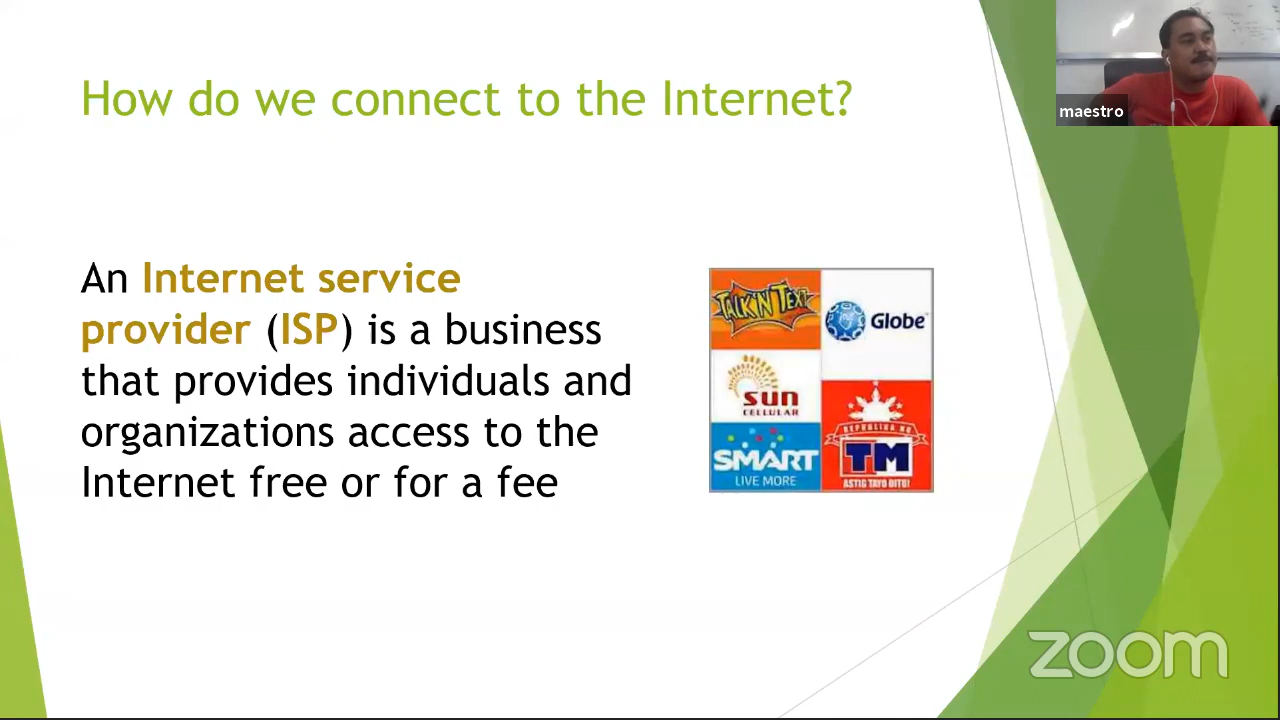 How do we connect to the Internet?
maestro
An Internet service
provider (ISP) is a business
that provides individuals and
organizations access to the
Internet free or for a fee
TALK'N TEXT
Globe
SUN
CELLULAR
SMART
LIVE MORE
REPUBLIKA NG
TM
ASTIG TAYO DITO!
zoom